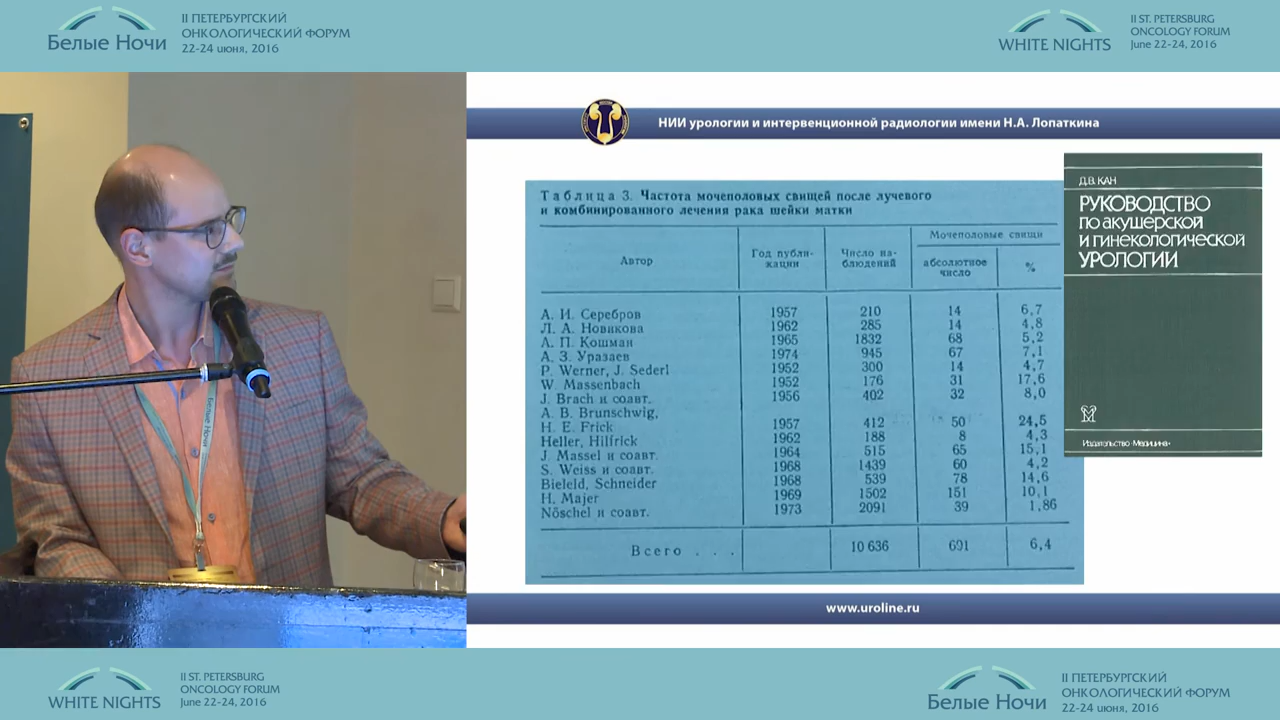 II ПЕТЕРБУРГСКИЙ
ОНКОЛОГИЧЕСКИЙ ФОРУМ
22-24 июня, 2016
Белые Ночи
WHITE NIGHTS
II ST. PETERSBURG
ONCOLOGY FORUM
June 22-24, 2016
НИИ урологии и интервенционной радиологии имени Н.А. Лопаткина
Таблица 3. Частота мочеполовых свищей после лучевого
и комбинированного лечения рака шейки матки
Автор
Год публи-
кации
Число на-
блюдений
Мочеполовые свищи
абсолютное
число
%
А. И. Серебров 1957 210 14 6,7
Л. А. Новикова 1962 285 14 4,8
А. П. Кошман 1965 1832 68 5,2
А. З. Уразаев 1974 945 67 7,1
P. Werner, J. Sederl 1952 300 14 4,7
W. Massenbach 1952 176 31 17,6
J. Brach и соавт. 1956 402 32 8,0
A. B. Brunschwig,
H. E. Frick 1957 412 50 24,5
Heller, Hilfrick 1962 188 8 4,3
J. Massel и соавт. 1964 515 65 15,1
S. Weiss и соавт. 1968 1439 60 4,2
Bieleld, Schneider 1968 539 78 14,6
H. Majer 1969 1502 151 10,1
Nöschel и соавт. 1973 2091 39 1,86
Всего . . . 10 636 691 6,4
Д.В. КАН
РУКОВОДСТВО
по акушерской
и гинекологической
УРОЛОГИИ
Издательство «Медицина»
Белые Ночи
www.uroline.ru
WHITE NIGHTS
II ST. PETERSBURG
ONCOLOGY FORUM
June 22-24, 2016
Белые Ночи
II ПЕТЕРБУРГСКИЙ
ОНКОЛОГИЧЕСКИЙ ФОРУМ
22-24 июня, 2016